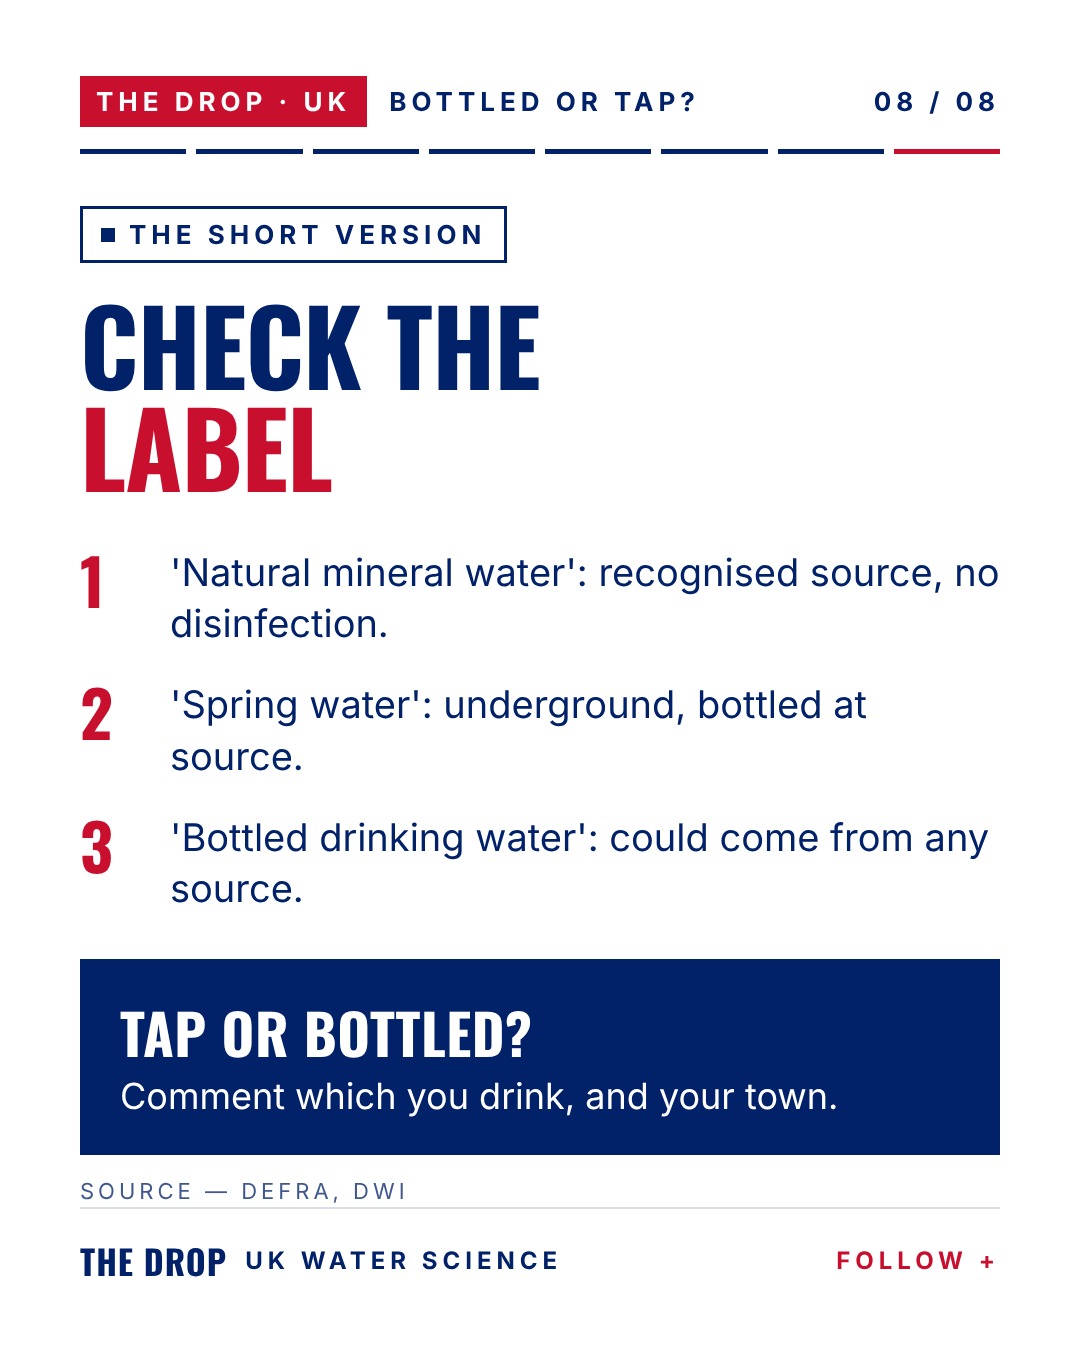 THE DROP · UK BOTTLED OR TAP? 08 / 08
THE SHORT VERSION
CHECK THE
LABEL
1 'Natural mineral water': recognised source, no
disinfection.
2 'Spring water': underground, bottled at
source.
3 'Bottled drinking water': could come from any
source.
TAP OR BOTTLED?
Comment which you drink, and your town.
SOURCE — DEFRA, DWI
THE DROP UK WATER SCIENCE FOLLOW +